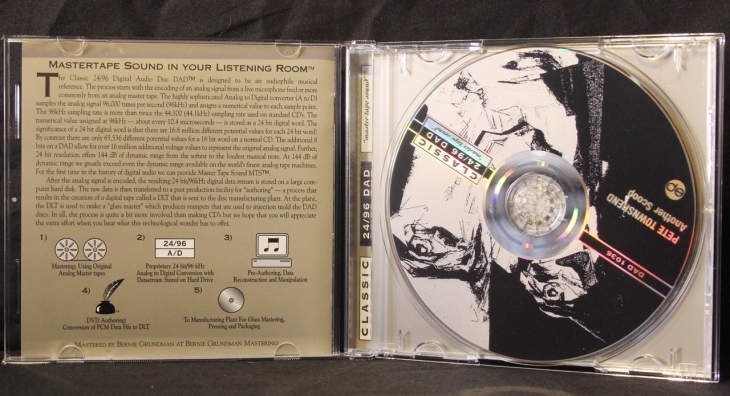 MASTERTAPE SOUND IN YOUR LISTENING ROOM™
The Classic 24/96 Digital Audio Disc DAD™ is designed to be an audiophile musical
reference. The process starts with the encoding of an analog signal from a live microphone feed or more
commonly from an analog master tape. The highly sophisticated Analog to Digital converter (A to D)
samples the analog signal 96,000 times per second (96kHz) and assigns a numerical value to each sample point.
The 96kHz sampling rate is more than twice the 44,100 (44.1kHz) sampling rate used on standard CD's. The
numerical value assigned at 96kHz — about every 10.4 microseconds — is stored as a 24 bit digital word. The
significance of a 24 bit digital word is that there are 16.8 million different potential values for each 24 bit word!
By contrast there are only 65,536 different potential values for a 16 bit word on a normal CD. The additional 8
bits on a DAD allow for over 16 million additional voltage values to represent the original analog signal. Further,
24 bit resolution offers 144 dB of dynamic range from the softest to the loudest musical note. At 144 dB of
dynamic range we greatly exceed even the dynamic range available on the world's finest analog tape machines.
For the first time in the history of digital audio we can provide Master Tape Sound MTS™.
After the analog signal is encoded, the resulting 24 bit/96kHz digital data stream is stored on a large com-
puter hard disk. The raw data is then transferred to a post production facility for "authoring" — a process that
results in the creation of a digital tape called a DLT that is sent to the disc manufacturing plant. At the plant,
the DLT is used to make a "glass master" which produces stampers that are used to injection mold the DAD
discs. In all, the process is quite a bit more involved than making CD's but we hope that you will appreciate
the extra effort when you hear what this technological wonder has to offer.
1)
Mastering: Using Original
Analog Master tapes
2)
24/96
A/D
Proprietary 24 bit/96 kHz
Analog to Digital Conversion with
Datastream Stored on Hard Drive
3)
Pre-Authoring, Data
Reconstruction and Manipulation
4)
DVD Authoring:
Conversion of PCM Data File to DLT
5)
To Manufacturing Plant For Glass Mastering,
Pressing and Packaging
MASTERED BY BERNIE GRUNDMAN AT BERNIE GRUNDMAN MASTERING
CLASSIC 24/96 DAD "master tape sound"
CLASSIC
24/96 DAD
"master tape sound"
PETE TOWNSHEND
Another Scoop
DAD 1036